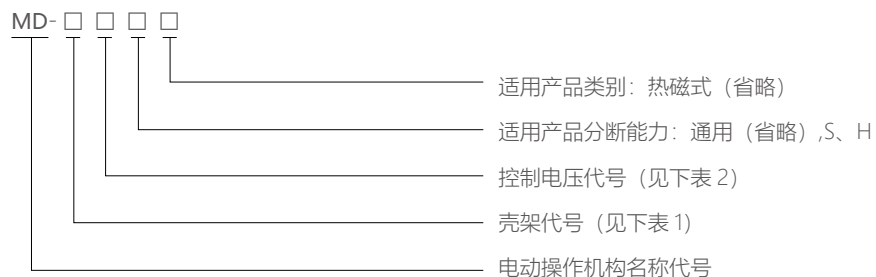 MD-□ □ □ □
适用产品类别：热磁式（省略）
适用产品分断能力：通用（省略）,S、H
控制电压代号（见下表 2）
壳架代号（见下表 1）
电动操作机构名称代号